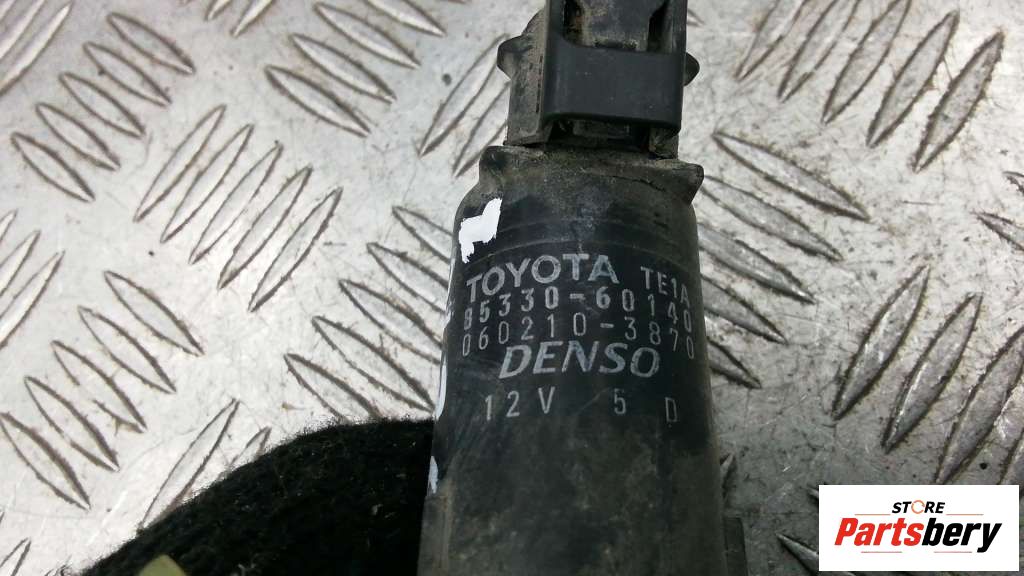 TOYOTA TE1A
85330-60140
060210-3870
DENSO
12V 5 D
STORE
Partsbery